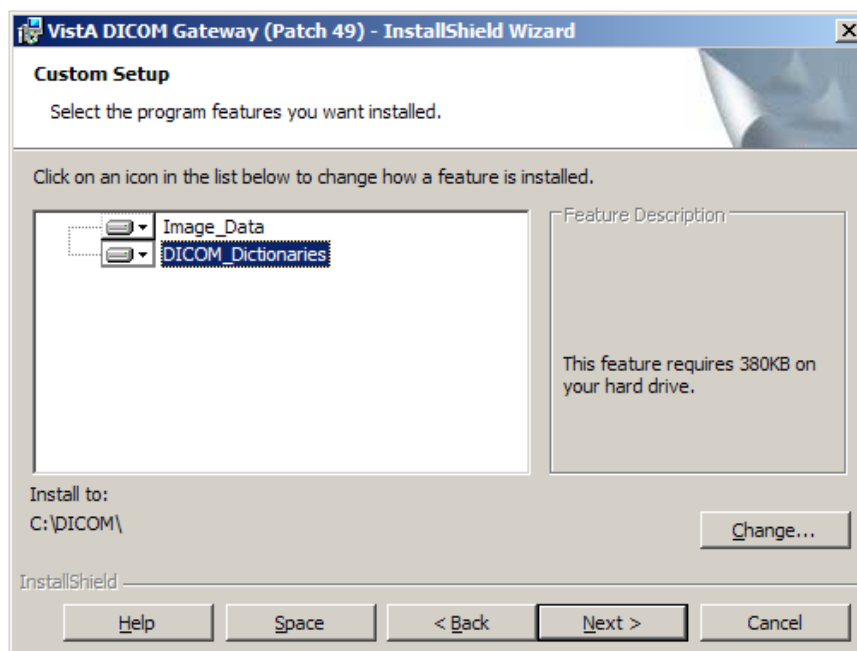 VistA DICOM Gateway (Patch 49) - InstallShield Wizard
Custom Setup
Select the program features you want installed.
Click on an icon in the list below to change how a feature is installed.
Image_Data
DICOM_Dictionaries
Feature Description
This feature requires 380KB on
your hard drive.
Install to:
C:\DICOM\
Change...
InstallShield
Help
Space
< Back
Next >
Cancel